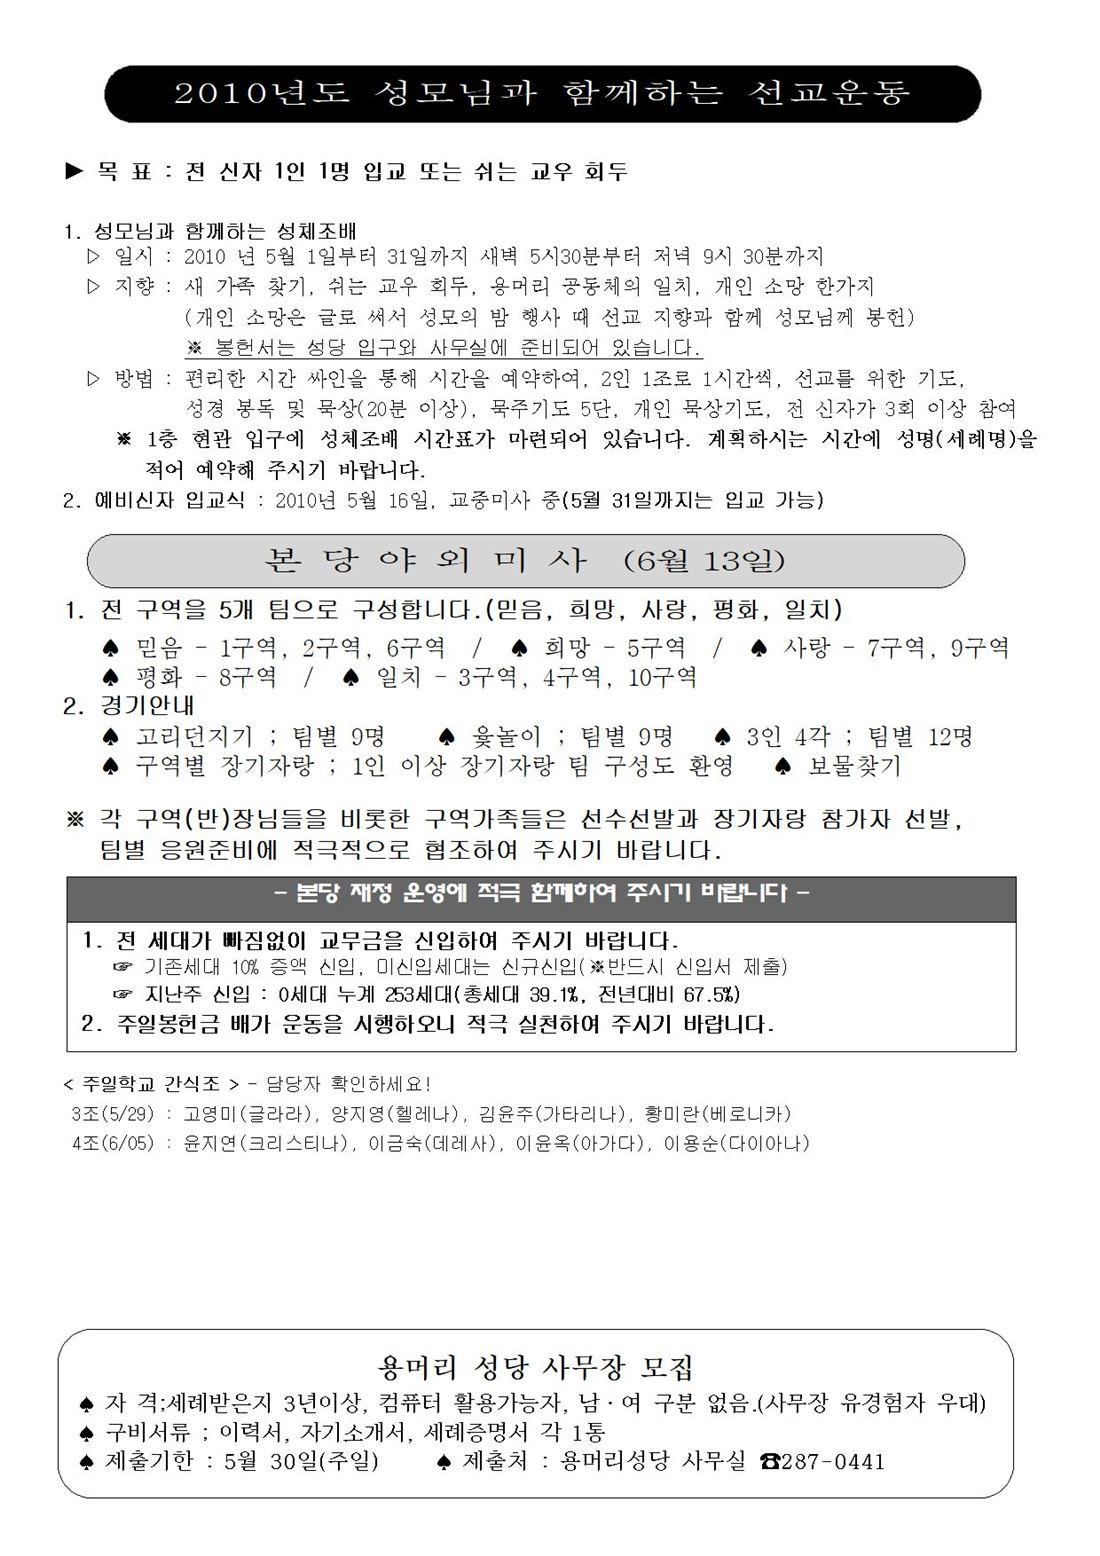 2010년도 성모님과 함께하는 선교운동
▶ 목 표 : 전 신자 1인 1명 입교 또는 쉬는 교우 회두
1. 성모님과 함께하는 성체조배
▷ 일시 : 2010 년 5월 1일부터 31일까지 새벽 5시30분부터 저녁 9시 30분까지
▷ 지향 : 새 가족 찾기, 쉬는 교우 회두, 용머리 공동체의 일치, 개인 소망 한가지
(개인 소망은 글로 써서 성모의 밤 행사 때 선교 지향과 함께 성모님께 봉헌)
※ 봉헌서는 성당 입구와 사무실에 준비되어 있습니다.
▷ 방법 : 편리한 시간 싸인을 통해 시간을 예약하여, 2인 1조로 1시간씩, 선교를 위한 기도,
성경 봉독 및 묵상(20분 이상), 묵주기도 5단, 개인 묵상기도, 전 신자가 3회 이상 참여
※ 1층 현관 입구에 성체조배 시간표가 마련되어 있습니다. 계획하시는 시간에 성명(세례명)을
적어 예약해 주시기 바랍니다.
2. 예비신자 입교식 : 2010년 5월 16일, 교중미사 중(5월 31일까지는 입교 가능)
본 당 야 외 미 사 (6월 13일)
1. 전 구역을 5개 팀으로 구성합니다.(믿음, 희망, 사랑, 평화, 일치)
♠ 믿음 - 1구역, 2구역, 6구역 / ♠ 희망 - 5구역 / ♠ 사랑 - 7구역, 9구역
♠ 평화 - 8구역 / ♠ 일치 - 3구역, 4구역, 10구역
2. 경기안내
♠ 고리던지기 ; 팀별 9명 ♠ 윷놀이 ; 팀별 9명 ♠ 3인 4각 ; 팀별 12명
♠ 구역별 장기자랑 ; 1인 이상 장기자랑 팀 구성도 환영 ♠ 보물찾기
※ 각 구역(반)장님들을 비롯한 구역가족들은 선수선발과 장기자랑 참가자 선발,
팀별 응원준비에 적극적으로 협조하여 주시기 바랍니다.
- 본당 재정 운영에 적극 함께하여 주시기 바랍니다 -
1. 전 세대가 빠짐없이 교무금을 신입하여 주시기 바랍니다.
☞ 기존세대 10% 증액 신입, 미신입세대는 신규신입(※반드시 신입서 제출)
☞ 지난주 신입 : 0세대 누계 253세대(총세대 39.1%, 전년대비 67.5%)
2. 주일봉헌금 배가 운동을 시행하오니 적극 실천하여 주시기 바랍니다.
< 주일학교 간식조 > - 담당자 확인하세요!
3조(5/29) : 고영미(글라라), 양지영(헬레나), 김윤주(가타리나), 황미란(베로니카)
4조(6/05) : 윤지연(크리스티나), 이금숙(데레사), 이윤옥(아가다), 이용순(다이아나)
용머리 성당 사무장 모집
♠ 자 격;세례받은지 3년이상, 컴퓨터 활용가능자, 남·여 구분 없음.(사무장 유경험자 우대)
♠ 구비서류 ; 이력서, 자기소개서, 세례증명서 각 1통
♠ 제출기한 : 5월 30일(주일) ♠ 제출처 : 용머리성당 사무실 ☎287-0441